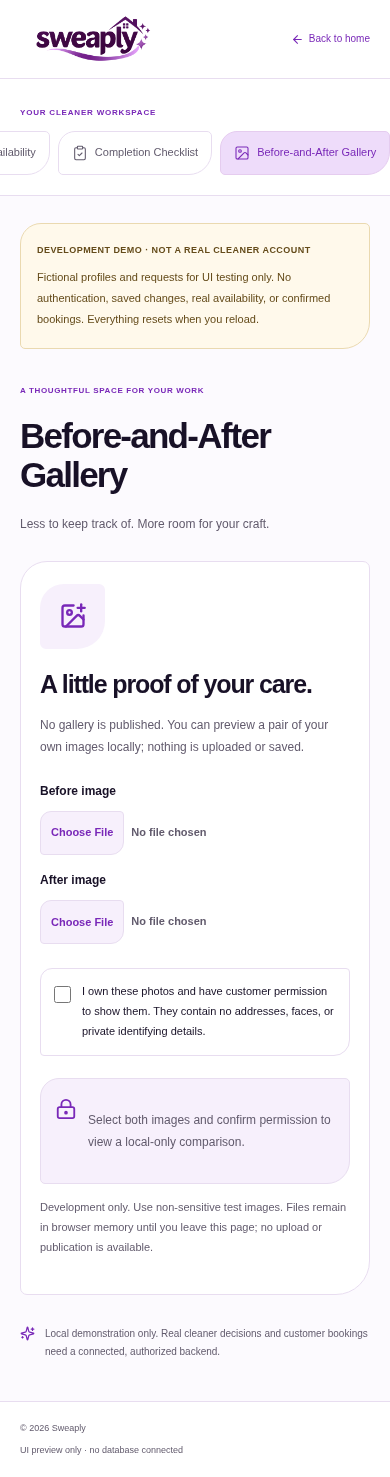 sweaply
Back to home
YOUR CLEANER WORKSPACE
Completion Checklist
Before-and-After Gallery
DEVELOPMENT DEMO · NOT A REAL CLEANER ACCOUNT
Fictional profiles and requests for UI testing only. No
authentication, saved changes, real availability, or confirmed
bookings. Everything resets when you reload.
A THOUGHTFUL SPACE FOR YOUR WORK
Before-and-After
Gallery
Less to keep track of. More room for your craft.
A little proof of your care.
No gallery is published. You can preview a pair of your
own images locally; nothing is uploaded or saved.
Before image
Choose File No file chosen
After image
Choose File No file chosen
I own these photos and have customer permission
to show them. They contain no addresses, faces, or
private identifying details.
Select both images and confirm permission to
view a local-only comparison.
Development only. Use non-sensitive test images. Files remain
in browser memory until you leave this page; no upload or
publication is available.
Local demonstration only. Real cleaner decisions and customer bookings
need a connected, authorized backend.
© 2026 Sweaply
UI preview only · no database connected